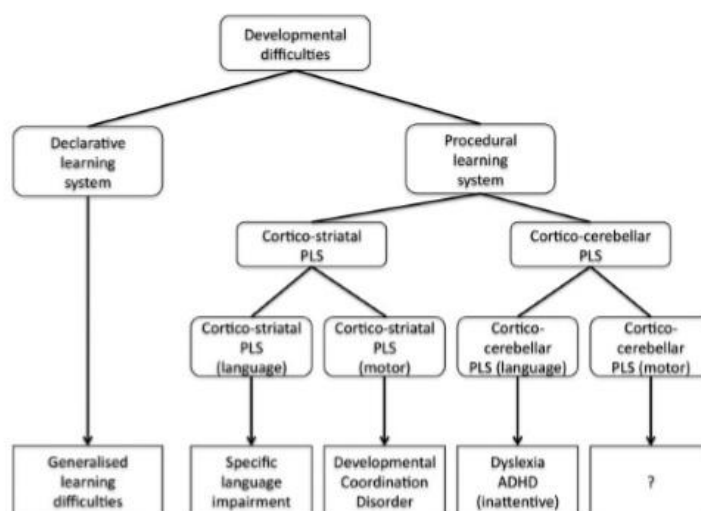 Developmental
difficulties
Declarative
learning
system
Procedural
learning
system
Cortico-striatal
PLS
Cortico-cerebellar
PLS
Cortico-striatal
PLS
(language)
Cortico-striatal
PLS
(motor)
Cortico-
cerebellar
PLS (language)
Cortico-
cerebellar
PLS (motor)
Generalised
learning
difficulties
Specific
language
impairment
Developmental
Coordination
Disorder
Dyslexia
ADHD
(inattentive)
?